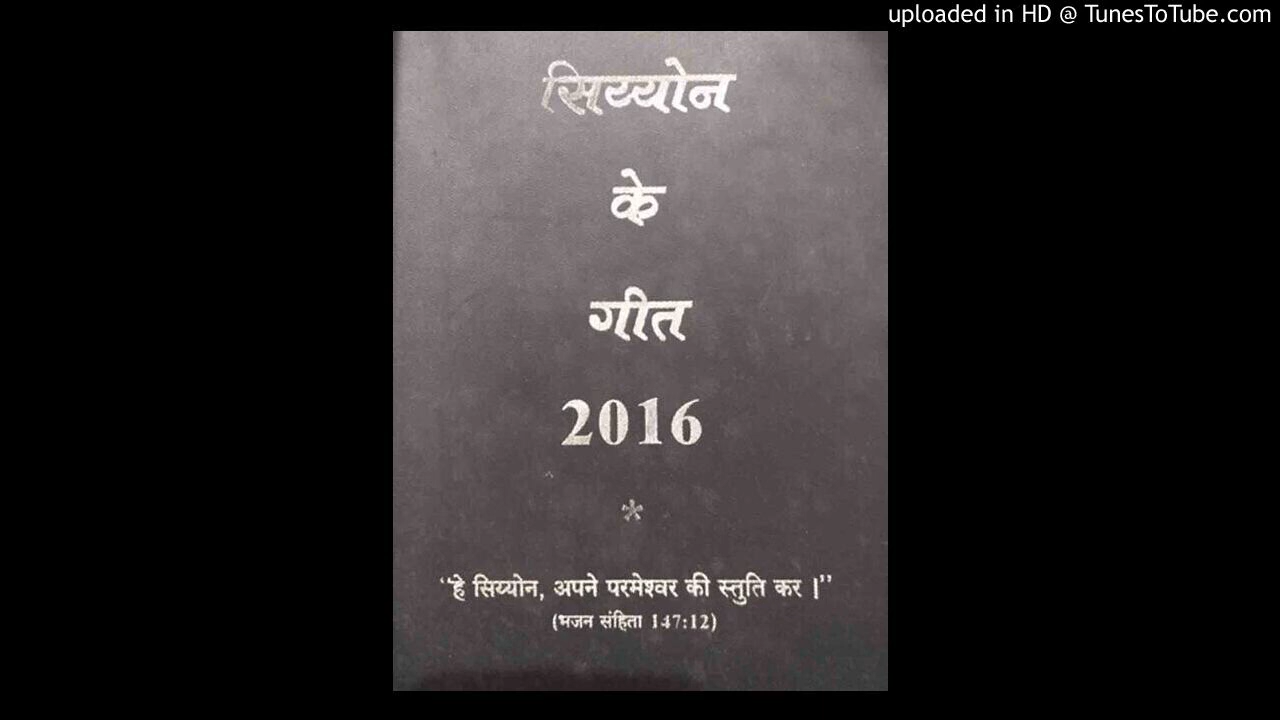 uploaded in HD @ TunesToTube.com
सिय्योन
के
गीत
2016
*
“हे सिय्योन, अपने परमेश्वर की स्तुति कर |”
(भजन संहिता 147:12)